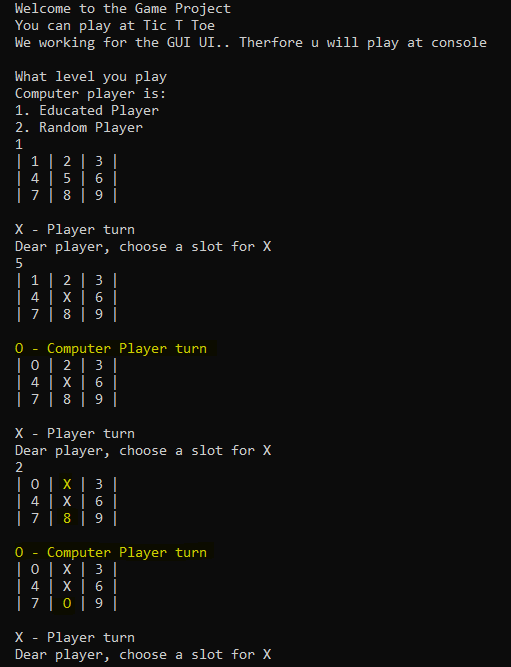 Welcome to the Game Project
You can play at Tic T Toe
We working for the GUI UI.. Therfore u will play at console
What level you play
Computer player is:
1. Educated Player
2. Random Player
1
| 1 | 2 | 3 |
| 4 | 5 | 6 |
| 7 | 8 | 9 |
X - Player turn
Dear player, choose a slot for X
5
| 1 | 2 | 3 |
| 4 | X | 6 |
| 7 | 8 | 9 |
O - Computer Player turn
| O | 2 | 3 |
| 4 | X | 6 |
| 7 | 8 | 9 |
X - Player turn
Dear player, choose a slot for X
2
| O | X | 3 |
| 4 | X | 6 |
| 7 | 8 | 9 |
O - Computer Player turn
| O | X | 3 |
| 4 | X | 6 |
| 7 | O | 9 |
X - Player turn
Dear player, choose a slot for X